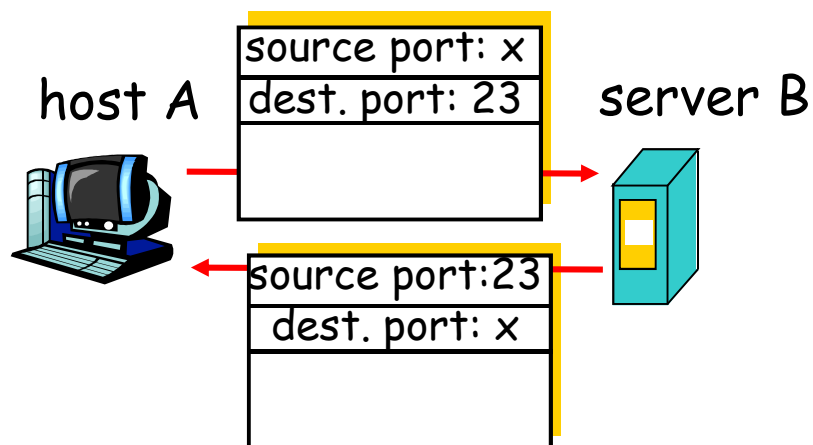 host A
source port: x
dest. port: 23
server B
source port:23
dest. port: x